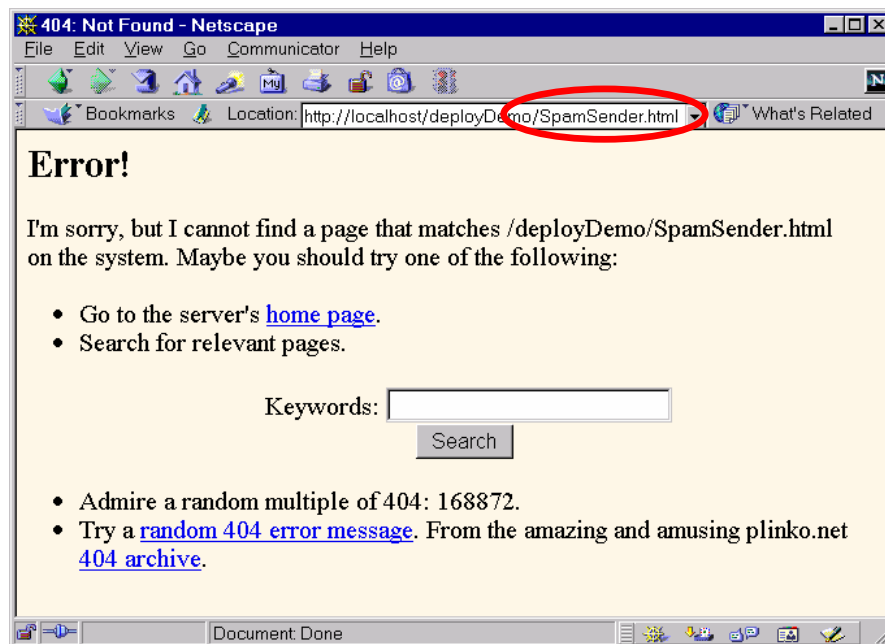 404: Not Found - Netscape
File Edit View Go Communicator Help
My N
Bookmarks Location: http://localhost/deployDemo/SpamSender.html What's Related
Error!
I'm sorry, but I cannot find a page that matches /deployDemo/SpamSender.html
on the system. Maybe you should try one of the following:
• Go to the server's home page.
• Search for relevant pages.
Keywords:
Search
• Admire a random multiple of 404: 168872.
• Try a random 404 error message. From the amazing and amusing plinko.net
404 archive.
Document: Done